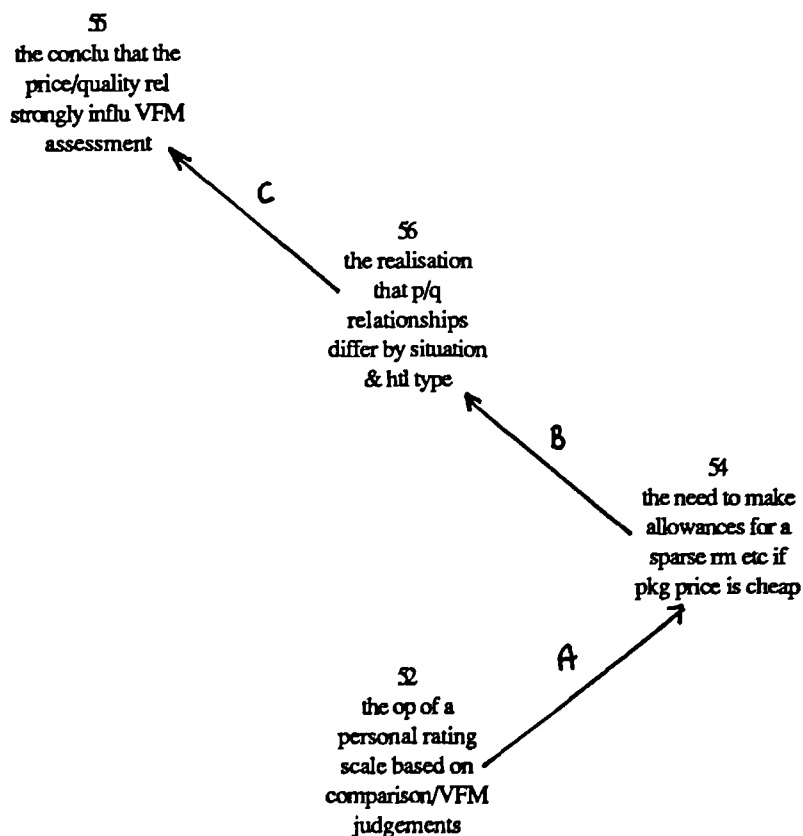 55
the conclu that the
price/quality rel
strongly influ VFM
assessment
C
56
the realisation
that p/q
relationships
differ by situation
& htl type
B
54
the need to make
allowances for a
sparse rm etc if
pkg price is cheap
A
52
the op of a
personal rating
scale based on
comparison/VFM
judgements